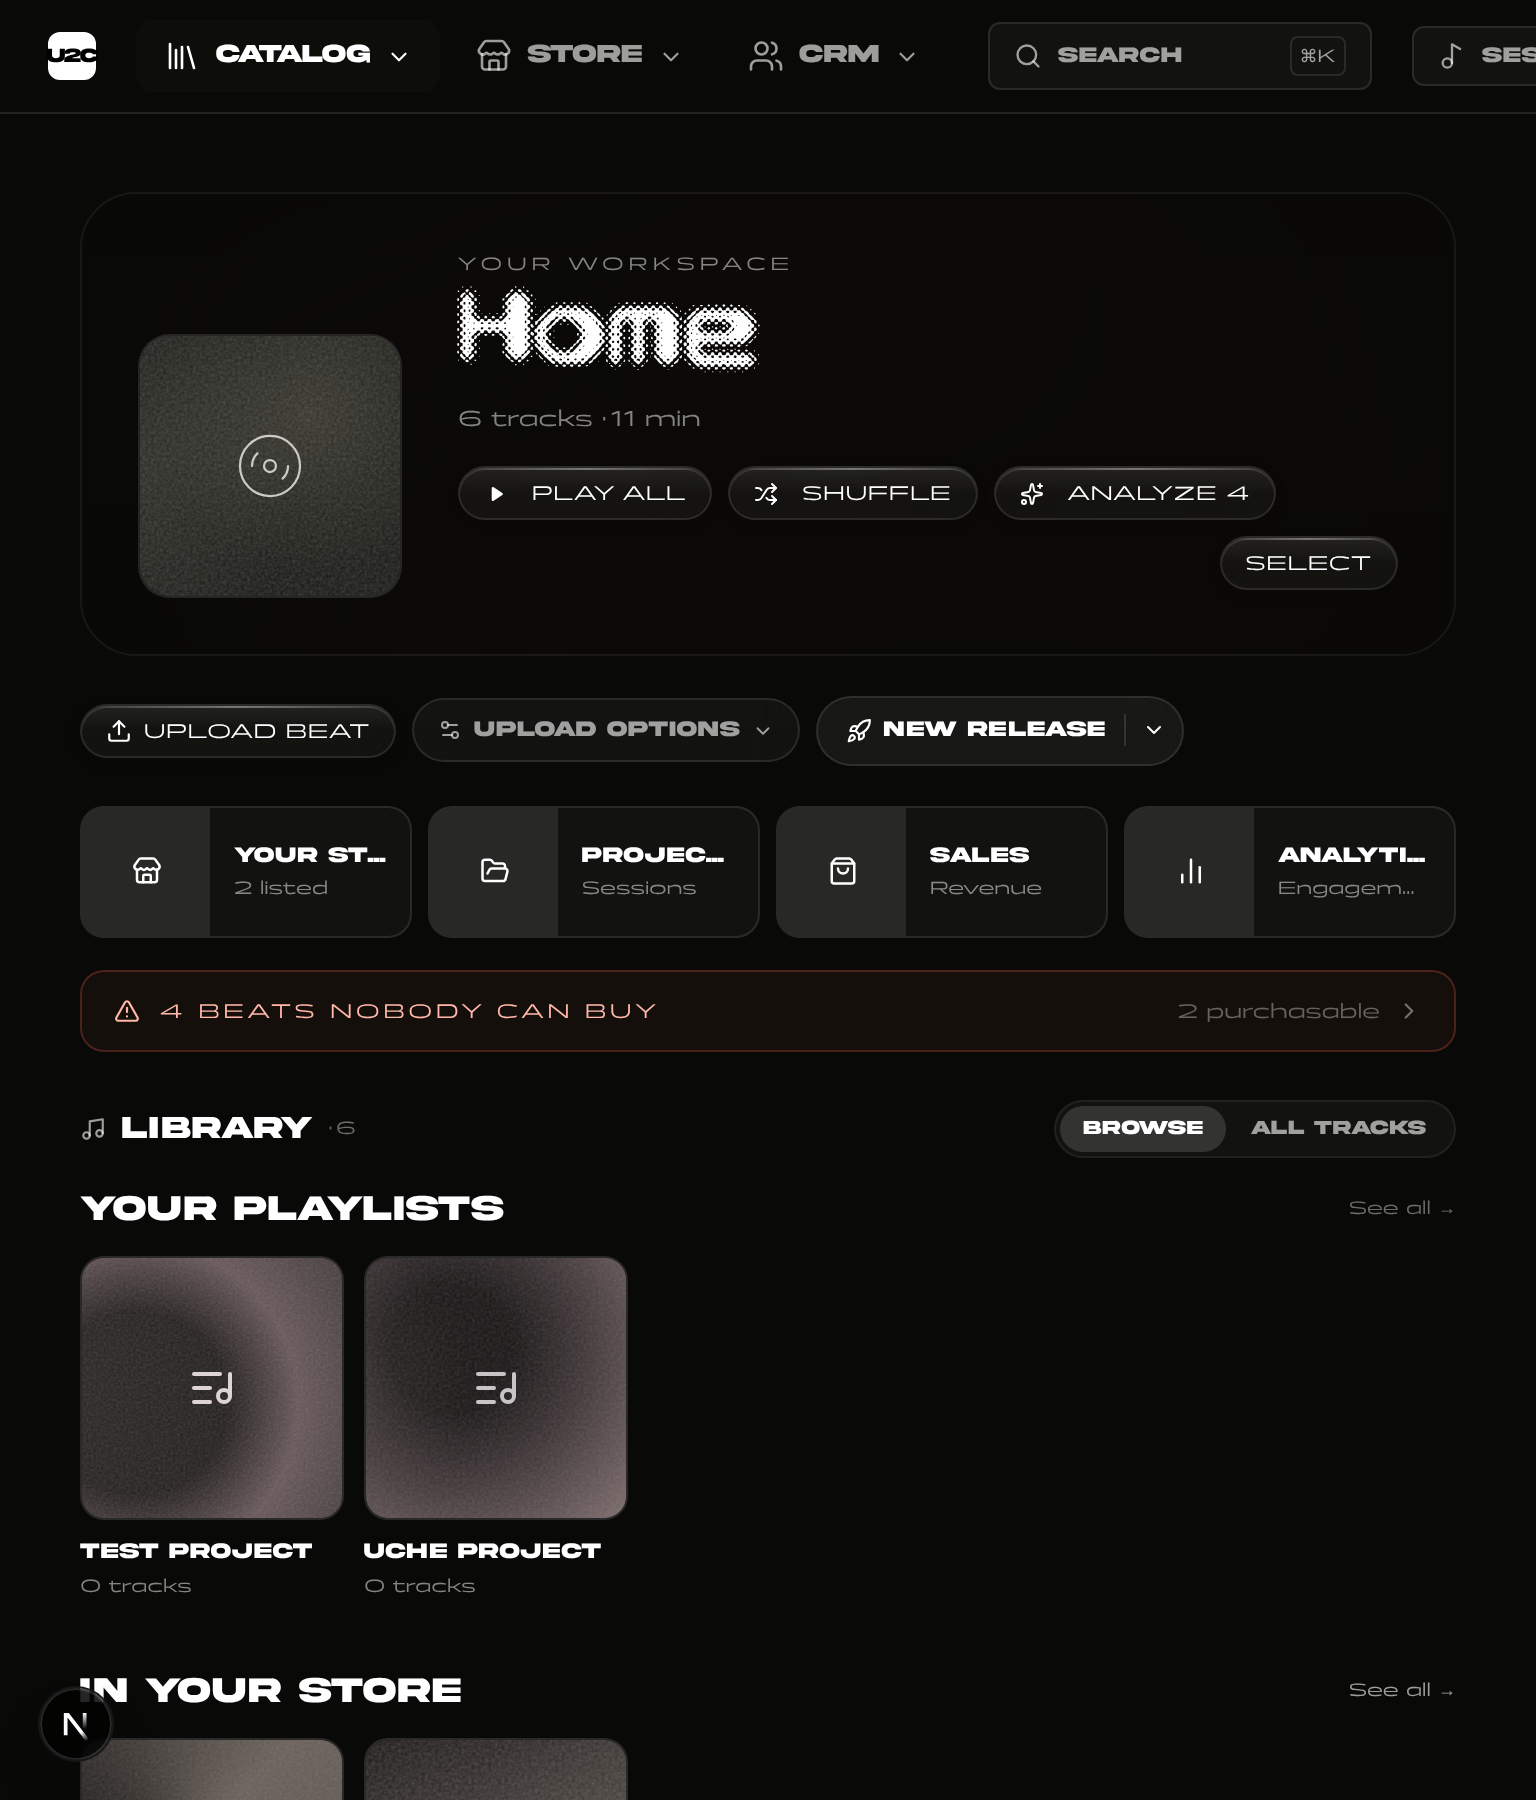 U2C CATALOG STORE CRM SEARCH ⌘K SES
YOUR WORKSPACE
Home
6 tracks · 11 min
PLAY ALL SHUFFLE ANALYZE 4
SELECT
UPLOAD BEAT UPLOAD OPTIONS NEW RELEASE
YOUR ST... PROJEC... SALES ANALYTI...
2 listed Sessions Revenue Engagem...
4 BEATS NOBODY CAN BUY 2 purchasable
LIBRARY · 6 BROWSE ALL TRACKS
YOUR PLAYLISTS See all →
TEST PROJECT UCHE PROJECT
0 tracks 0 tracks
IN YOUR STORE See all →
N